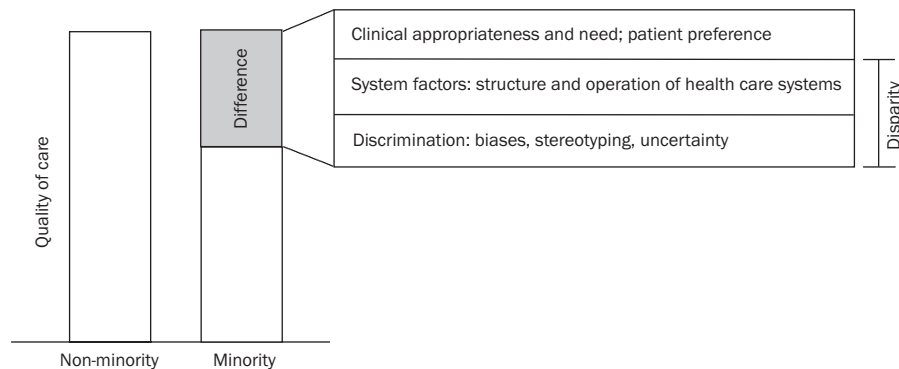 Quality of care
Difference
Clinical appropriateness and need; patient preference
System factors: structure and operation of health care systems
Discrimination: biases, stereotyping, uncertainty
Disparity
Non-minority
Minority